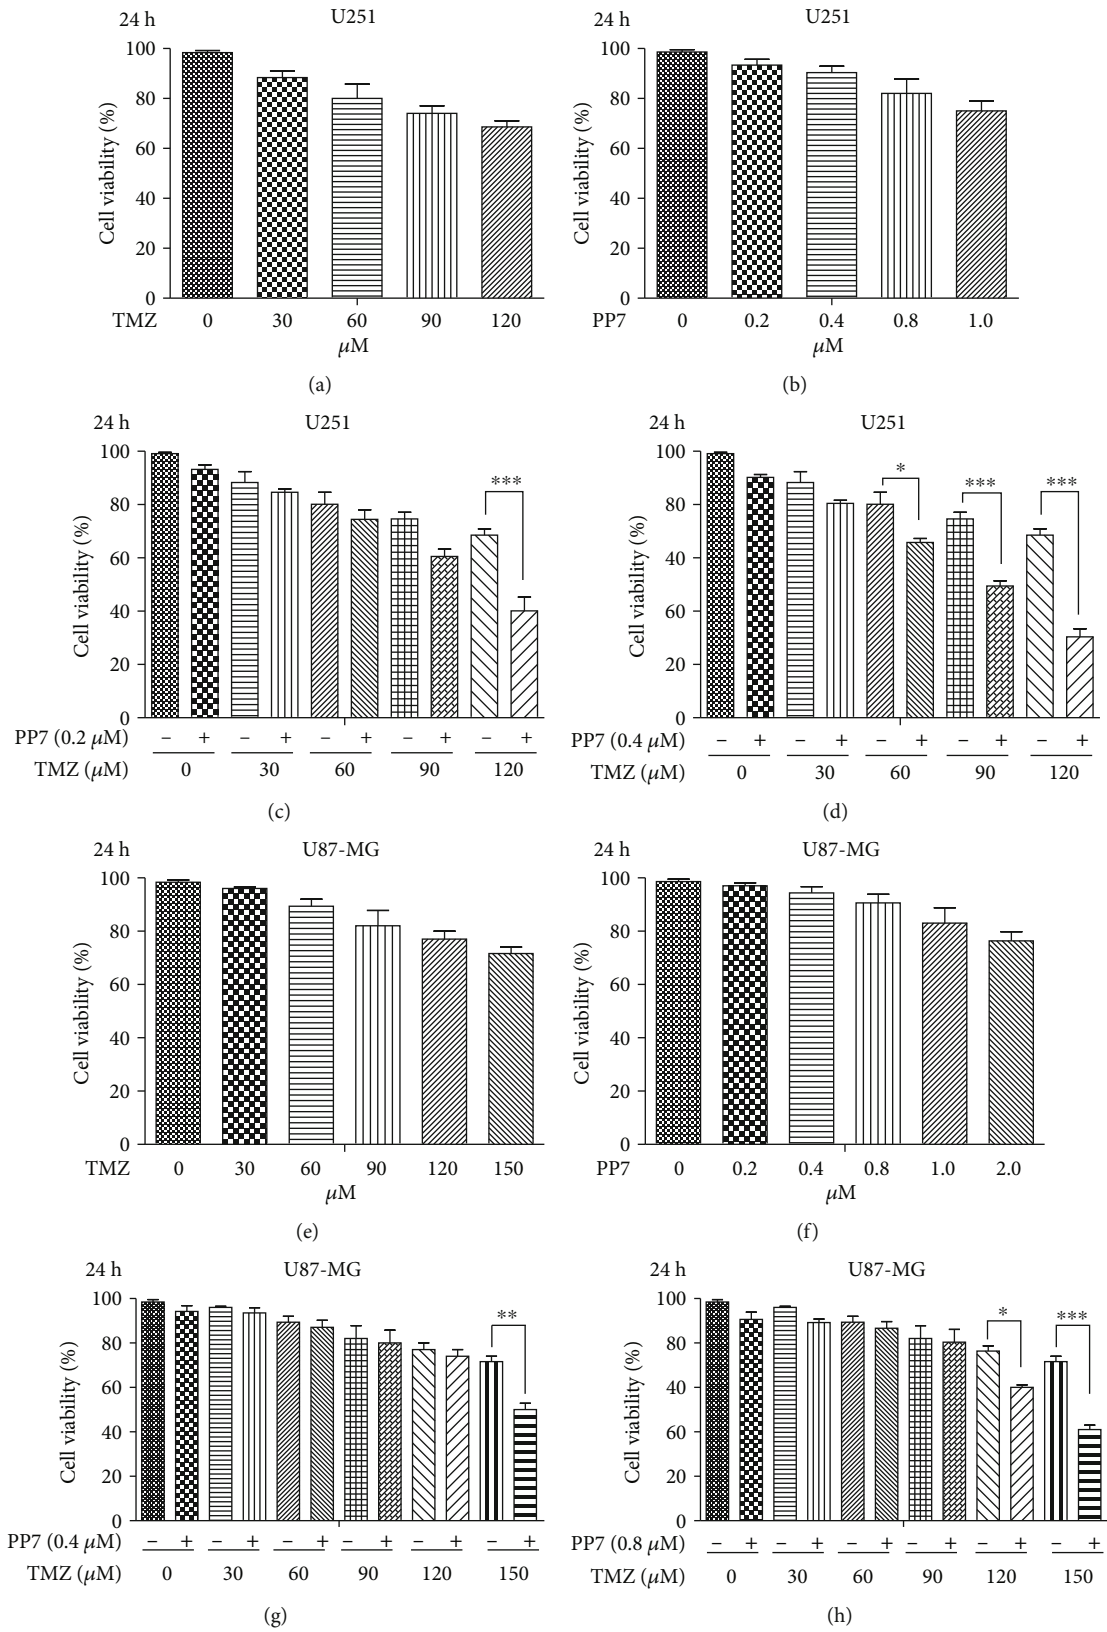 24 h
U251
100
80
60
40
20
0
Cell viability (%)
TMZ 0 30 60 90 120
μM
(a)
24 h
U251
100
80
60
40
20
0
Cell viability (%)
PP7 0 0.2 0.4 0.8 1.0
μM
(b)
24 h
U251
100
80
60
40
20
0
Cell viability (%)
***
PP7 (0.2 μM) − + − + − + − + − +
TMZ (μM) 0 30 60 90 120
(c)
24 h
U251
100
80
40
60
20
0
Cell viability (%)
* *** ***
PP7 (0.4 μM) − + − + − + − + − +
TMZ (μM) 0 30 60 90 120
(d)
24 h
U87-MG
100
80
60
40
20
0
Cell viability (%)
TMZ 0 30 60 90 120 150
μM
(e)
24 h
U87-MG
100
80
60
40
20
0
Cell viability (%)
PP7 0 0.2 0.4 0.8 1.0 2.0
μM
(f)
24 h
U87-MG
100
80
60
40
20
0
Cell viability (%)
**
PP7 (0.4 μM) − + − + − + − + − + − +
TMZ (μM) 0 30 60 90 120 150
(g)
24 h
U87-MG
100
80
40
60
20
0
Cell viability (%)
* ***
PP7 (0.8 μM) − + − + − + − + − + − +
TMZ (μM) 0 30 60 90 120 150
(h)